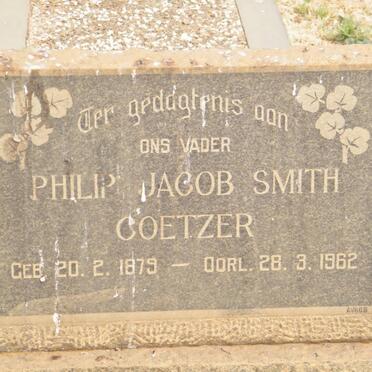 Ter gedagtenis aan
ONS VADER
PHILIP JACOB SMITH
COETZER
GEB. 20. 2. 1879 — OORL. 28. 3. 1962